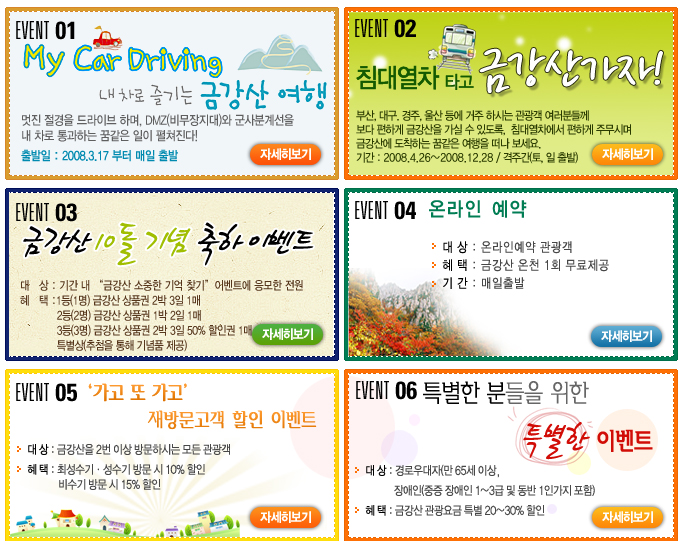 EVENT 01
My Car Driving
내 차로 즐기는 금강산 여행
멋진 절경을 드라이브 하며, DMZ(비무장지대)와 군사분계선을
내 차로 통과하는 꿈같은 일이 펼쳐진다!
출발일 : 2008.3.17 부터 매일 출발
자세히보기
EVENT 02
침대열차 타고 금강산가자!
부산, 대구, 경주, 울산 등에 거주 하시는 관광객 여러분들께
보다 편하게 금강산을 가실 수 있도록, 침대열차에서 편하게 주무시며
금강산에 도착하는 꿈같은 여행을 떠나 보세요.
기간 : 2008.4.26~2008.12.28 / 격주간(토, 일 출발)
자세히보기
EVENT 03
금강산 10돌 기념 축하 이벤트
대 상 : 기간 내 “금강산 소중한 기억 찾기” 이벤트에 응모한 전원
혜 택 : 1등(1명) 금강산 상품권 2박 3일 1매
2등(2명) 금강산 상품권 1박 2일 1매
3등(3명) 금강산 상품권 2박 3일 50% 할인권 1매
특별상(추첨을 통해 기념품 제공)
자세히보기
EVENT 04 온라인 예약
대 상 : 온라인예약 관광객
혜 택 : 금강산 온천 1회 무료제공
기 간 : 매일출발
자세히보기
EVENT 05 ‘가고 또 가고’
재방문고객 할인 이벤트
대 상 : 금강산을 2번 이상 방문하시는 모든 관광객
혜 택 : 최성수기 · 성수기 방문 시 10% 할인
비수기 방문 시 15% 할인
자세히보기
EVENT 06 특별한 분들을 위한
특별한 이벤트
대 상 : 경로우대자(만 65세 이상,
장애인(중증 장애인 1~3급 및 동반 1인가지 포함)
혜 택 : 금강산 관광요금 특별 20~30% 할인
자세히보기